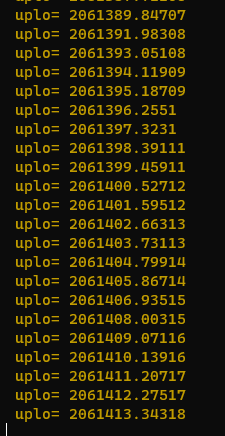 uplo= 2061389.84707
uplo= 2061391.98308
uplo= 2061393.05108
uplo= 2061394.11909
uplo= 2061395.18709
uplo= 2061396.2551
uplo= 2061397.3231
uplo= 2061398.39111
uplo= 2061399.45911
uplo= 2061400.52712
uplo= 2061401.59512
uplo= 2061402.66313
uplo= 2061403.73113
uplo= 2061404.79914
uplo= 2061405.86714
uplo= 2061406.93515
uplo= 2061408.00315
uplo= 2061409.07116
uplo= 2061410.13916
uplo= 2061411.20717
uplo= 2061412.27517
uplo= 2061413.34318